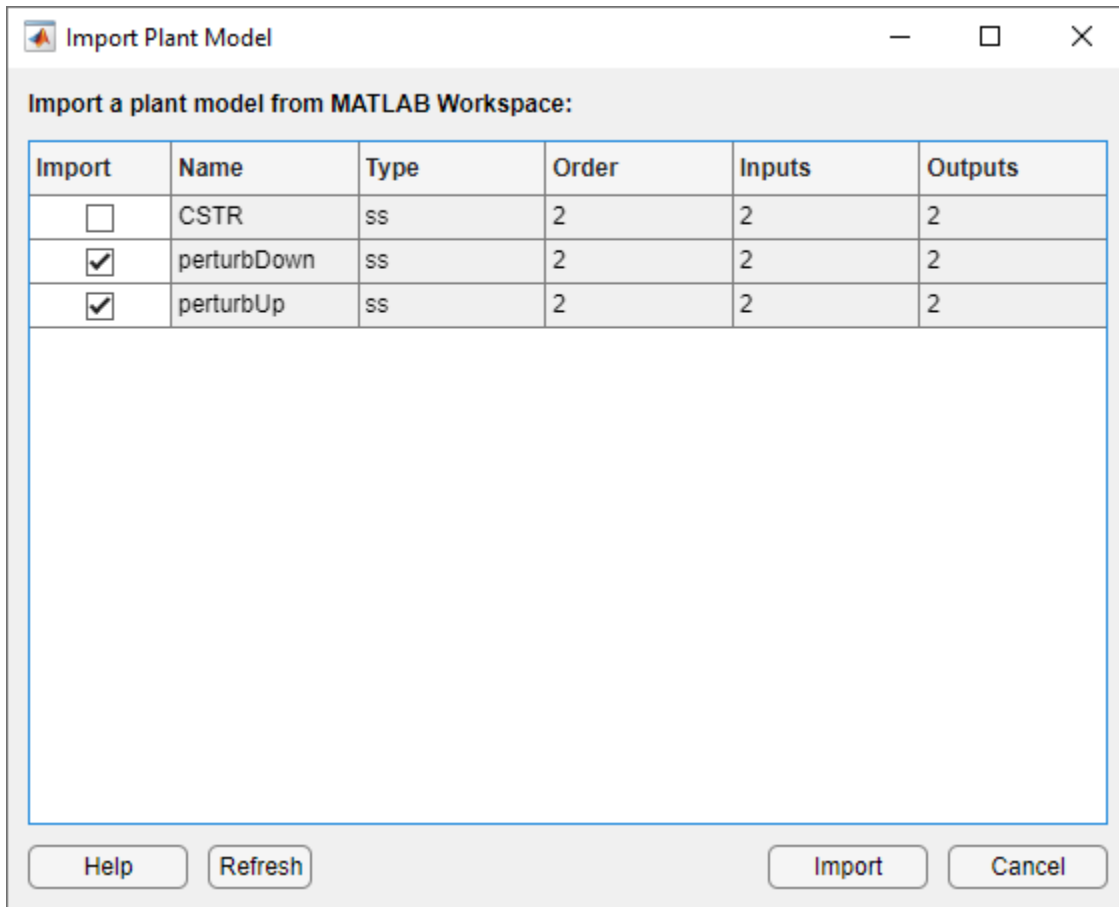 Import Plant Model
Import a plant model from MATLAB Workspace:
Import Name Type Order Inputs Outputs
CSTR ss 2 2 2
perturbDown ss 2 2 2
perturbUp ss 2 2 2
Help Refresh Import Cancel